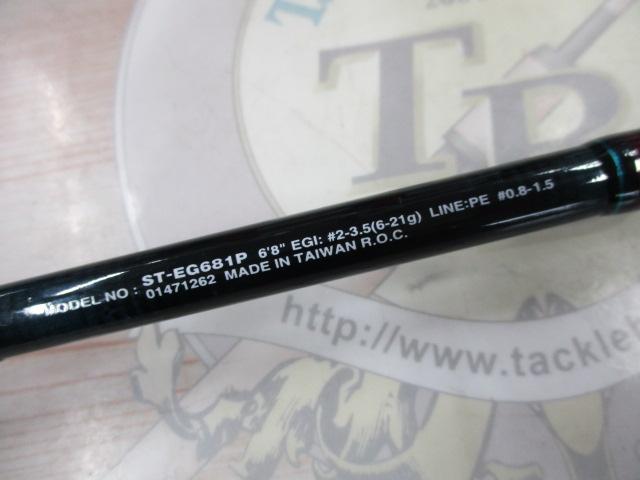 TB
MODEL NO : ST-EG681P 6'8" EGI: #2-3.5(6-21g) LINE:PE #0.8-1.5
01471262 MADE IN TAIWAN R.O.C.
http://www.tackle